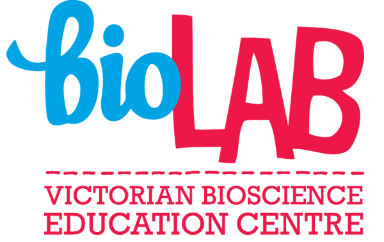 bioLAB
VICTORIAN BIOSCIENCE
EDUCATION CENTRE